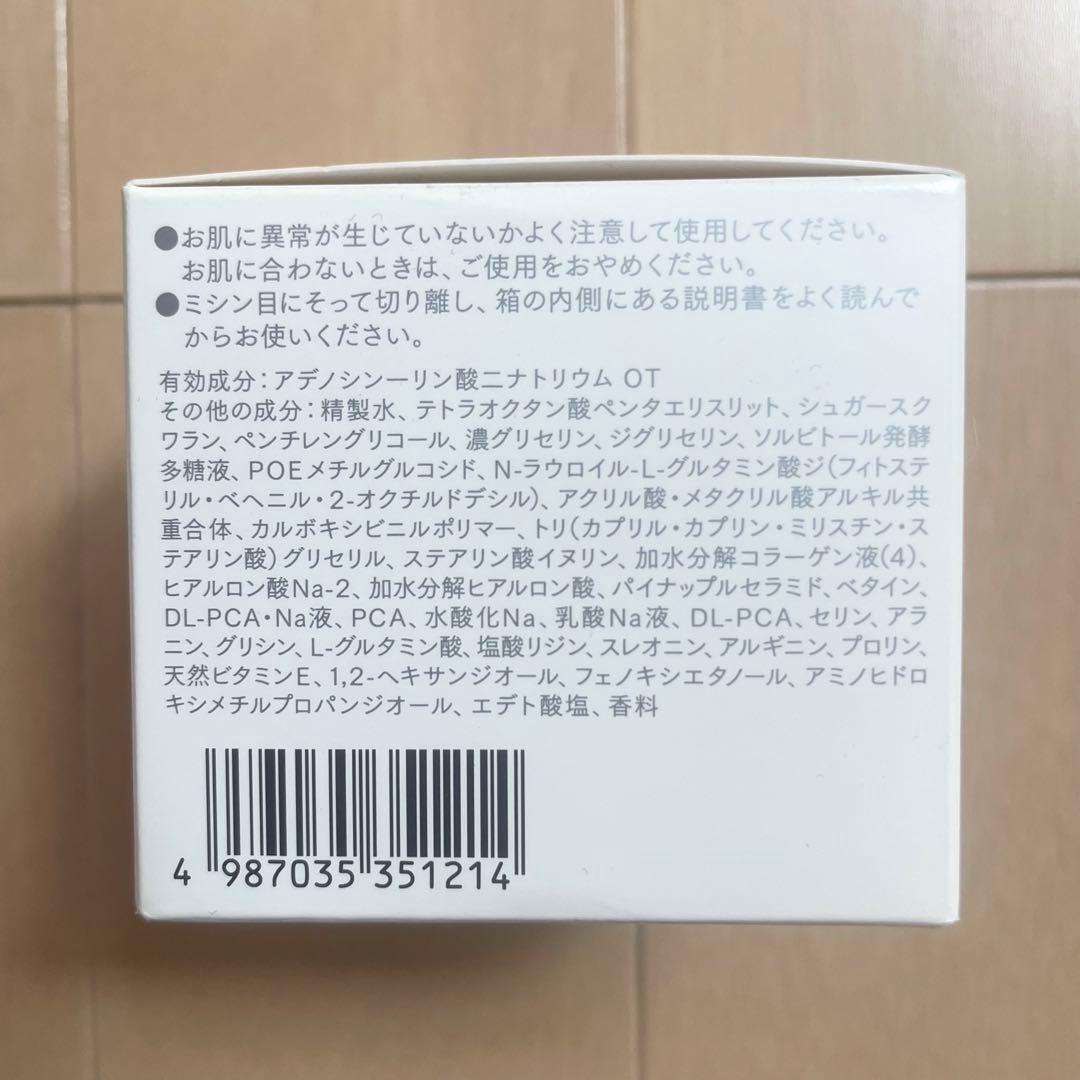 ●お肌に異常が生じていないかよく注意して使用してください。
お肌に合わないときは、ご使用をおやめください。
●ミシン目にそって切り離し、箱の内側にある説明書をよく読んで
からお使いください。
有効成分：アデノシン一リン酸二ナトリウム OT
その他の成分：精製水、テトラオクタン酸ペンタエリスリット、シュガースク
ワラン、ペンチレングリコール、濃グリセリン、ジグリセリン、ソルビトール発酵
多糖液、POEメチルグルコシド、N-ラウロイル-L-グルタミン酸ジ（フィトステ
リル・ベヘニル・2-オクチルドデシル）、アクリル酸・メタクリル酸アルキル共
重合体、カルボキシビニルポリマー、トリ（カプリル・カプリン・ミリスチン・ス
テアリン酸）グリセリル、ステアリン酸イヌリン、加水分解コラーゲン液（4）、
ヒアルロン酸Na-2、加水分解ヒアルロン酸、パイナップルセラミド、ベタイン、
DL-PCA・Na液、PCA、水酸化Na、乳酸Na液、DL-PCA、セリン、アラ
ニン、グリシン、L-グルタミン酸、塩酸リジン、スレオニン、アルギニン、プロリン、
天然ビタミンE、1,2-ヘキサンジオール、フェノキシエタノール、アミノヒドロ
キシメチルプロパンジオール、エデト酸塩、香料
4 987035 351214